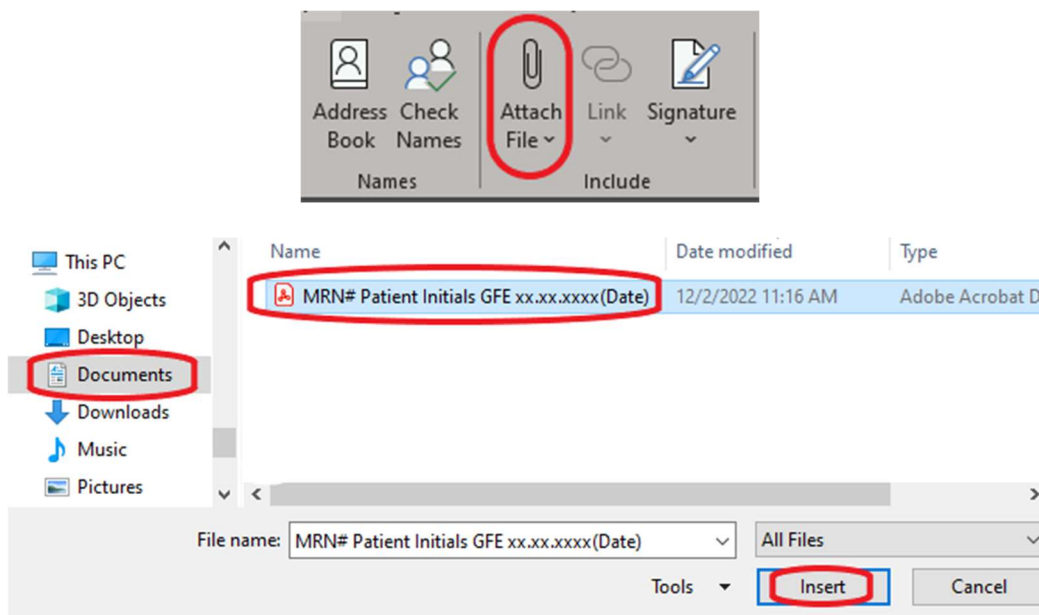 Address Book
Check Names
Attach File
Link
Signature
Names
Include
This PC
3D Objects
Desktop
Documents
Downloads
Music
Pictures
Name
Date modified
Type
MRN# Patient Initials GFE xx.xx.xxxx(Date)
12/2/2022 11:16 AM
Adobe Acrobat D
File name:
MRN# Patient Initials GFE xx.xx.xxxx(Date)
All Files
Tools
Insert
Cancel